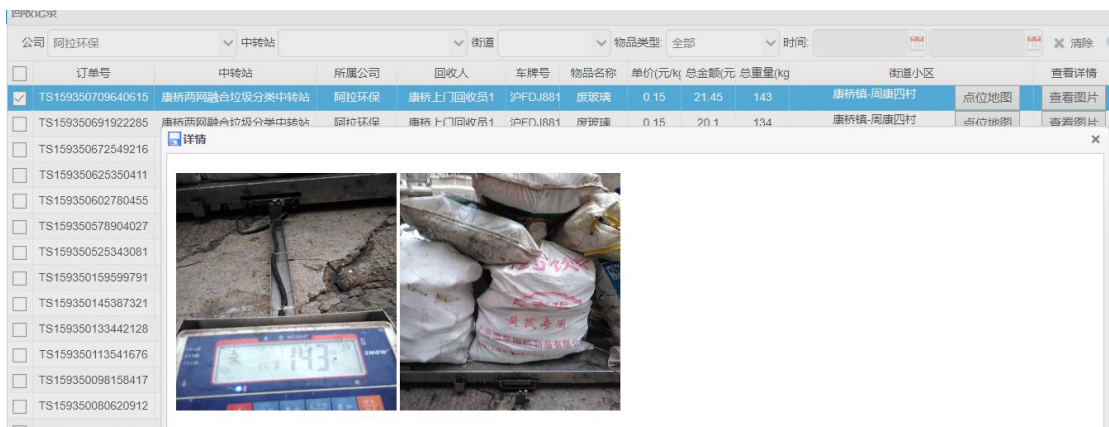 回收记录
公司 阿拉环保 中转站 街道 物品类型: 全部 时间: 清除
订单号 中转站 所属公司 回收人 车牌号 物品名称 单价(元/kg 总金额(元 总重量(kg 街道小区 查看详情
TS159350709640615 康桥两网融合垃圾分类中转站 阿拉环保 康桥上门回收员1 沪FDJ881 废玻璃 0.15 21.45 143 康桥镇-周康四村 点位地图 查看图片
TS159350691922285 康桥两网融合垃圾分类中转站 阿拉环保 康桥上门回收员1 沪FDJ881 废玻璃 0.15 20.1 134 康桥镇-周康四村 点位地图 查看图片
TS159350672549216
详情
TS159350625350411
TS159350602780455
TS159350578904027
TS159350525343081
TS159350159599791
TS159350145387321
TS159350133442128
TS159350113541676
TS159350098158417
TS159350080620912
WEIGHT
143
SNOW
专用